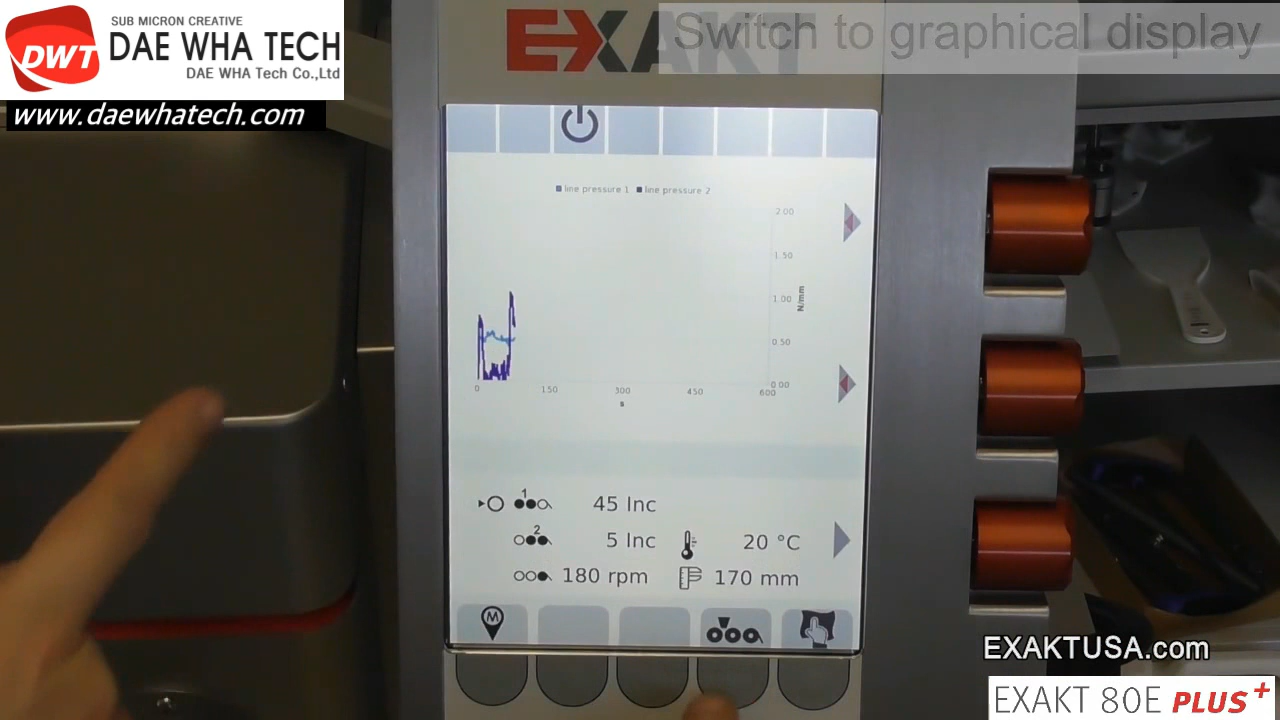 SUB MICRON CREATIVE
DWT
DAE WHA TECH
DAE WHA Tech Co.,Ltd
www.daewhatech.com
EXAKT
Switch to graphical display
line pressure 1
line pressure 2
2.00
1.50
1.00
N/mm
0.50
0.00
0
150
300
450
600
s
1
45 Inc
2
5 Inc
20 °C
180 rpm
170 mm
M
EXAKTUSA.com
EXAKT 80E PLUS+